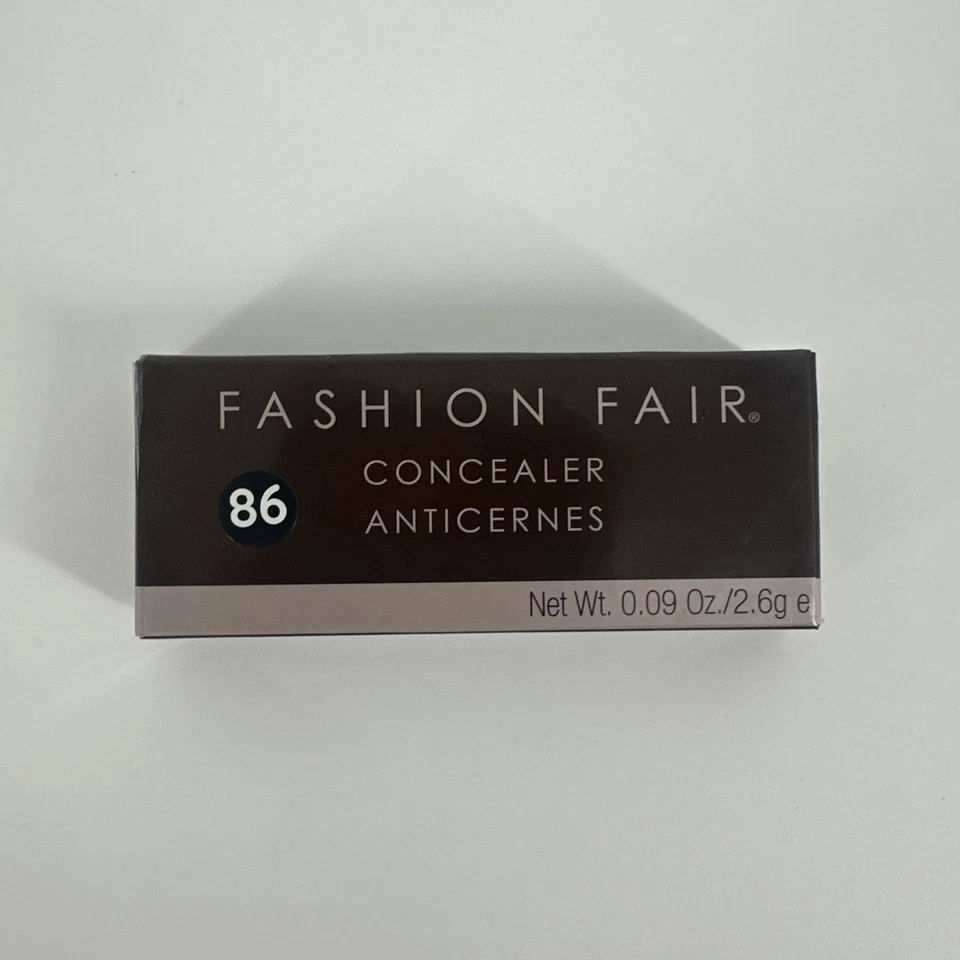 FASHION FAIR®
CONCEALER
86
ANTICERNES
Net Wt. 0.09 Oz./2.6g e